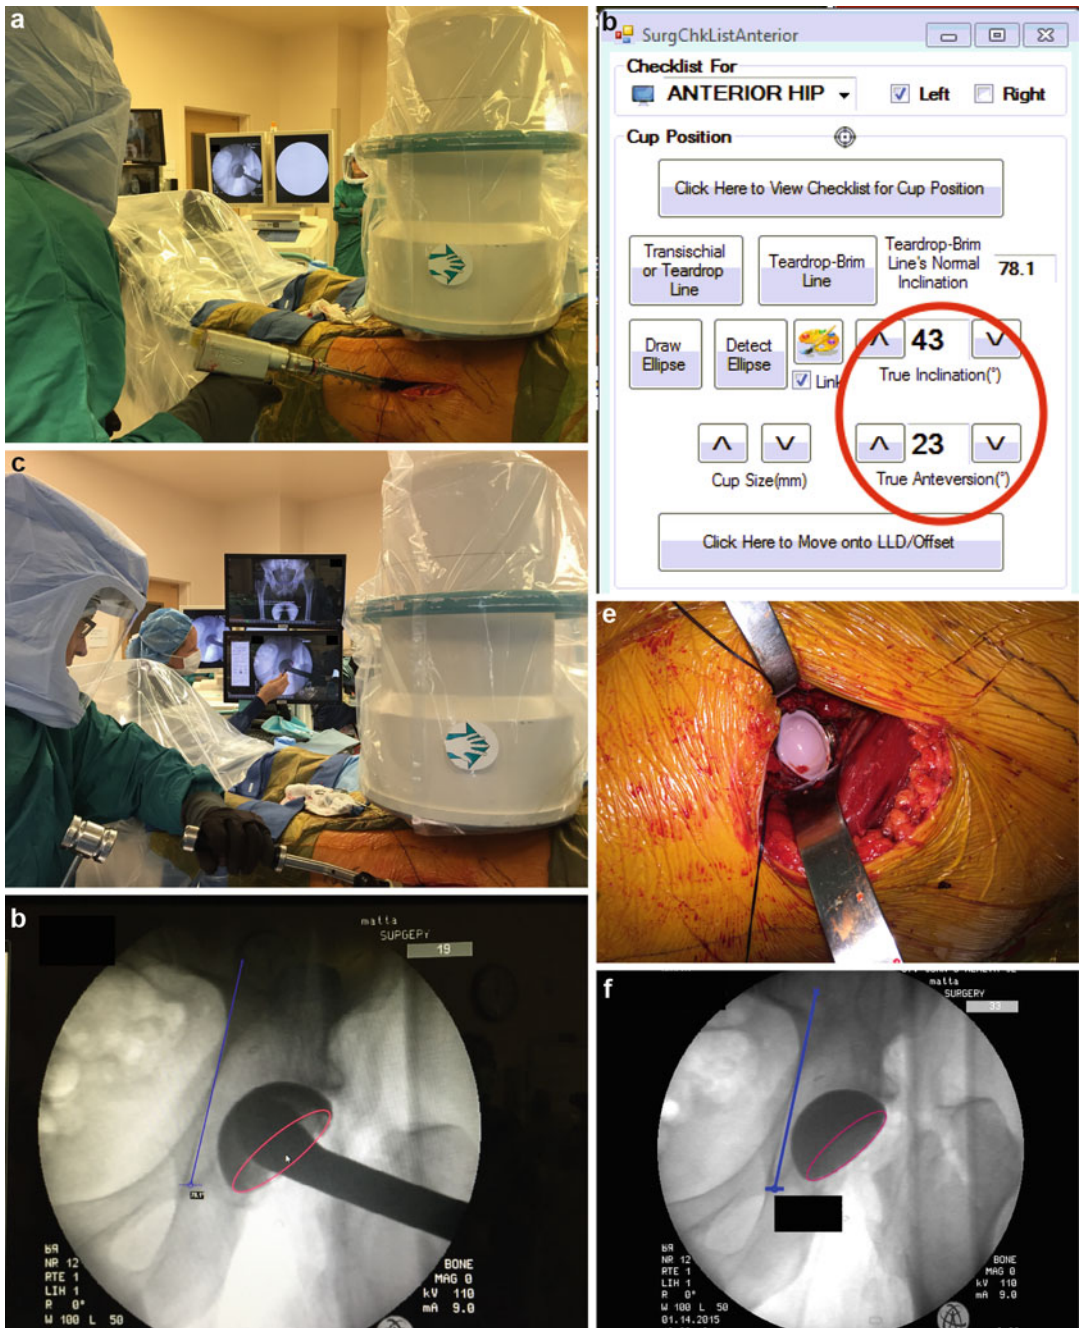 a
b
SurgChkListAnterior
Checklist For
ANTERIOR HIP
Left
Right
Cup Position
Click Here to View Checklist for Cup Position
Transischial
or Teardrop
Line
Teardrop-Brim
Line
Teardrop-Brim
Line's Normal
Inclination
78.1
Draw
Ellipse
Detect
Ellipse
Link
43
True Inclination(°)
23
True Anteversion(°)
Cup Size(mm)
Click Here to Move onto LLD/Offset
c
e
b
matta
SURGERY
19
78.1°
NR 12
RTE 1
LIH 1
R 0°
W 100 L 50
BONE
MAG 0
kV 110
mA 9.0
f
matta
SURGERY
33
NR 12
RTE 1
LIH 1
R 0°
W 100 L 50
01.14.2015
BONE
MAG 0
kV 110
mA 9.0